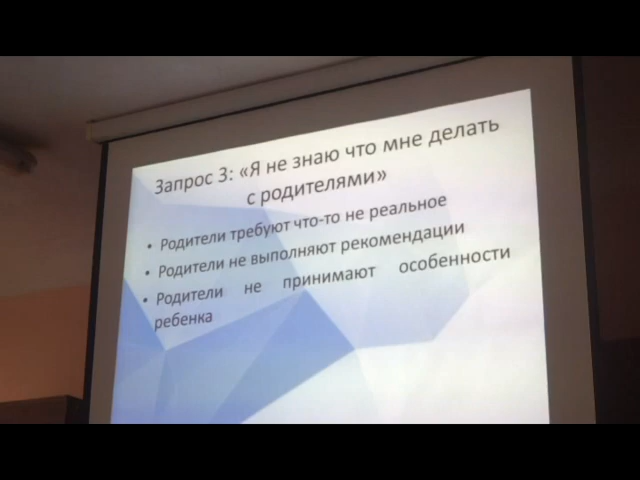 Запрос 3: «Я не знаю что мне делать
с родителями»
• Родители требуют что-то не реальное
• Родители не выполняют рекомендации
• Родители не принимают особенности
ребенка